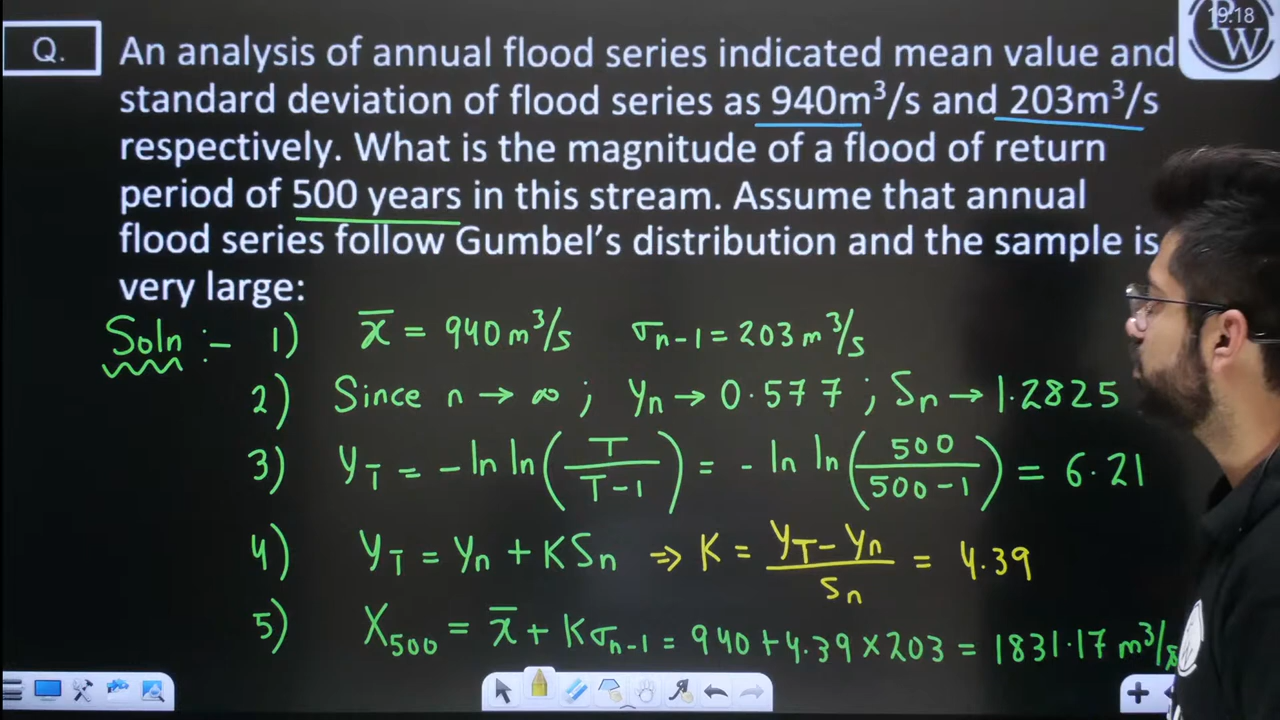 19:18
PW
Q.
An analysis of annual flood series indicated mean value and
standard deviation of flood series as 940m³/s and 203m³/s
respectively. What is the magnitude of a flood of return
period of 500 years in this stream. Assume that annual
flood series follow Gumbel's distribution and the sample is
very large:
Soln :- 1) x̄ = 940 m³/s σn-1 = 203 m³/s
2) Since n → ∞ ; yn → 0.577 ; Sn → 1.2825
3) yT = -ln ln(T/T-1) = -ln ln(500/500-1) = 6.21
4) yT = yn + KSn ⇒ K = yT - yn/Sn = 4.39
5) X500 = x̄ + Kσn-1 = 940 + 4.39 × 203 = 1831.17 m³/s
W